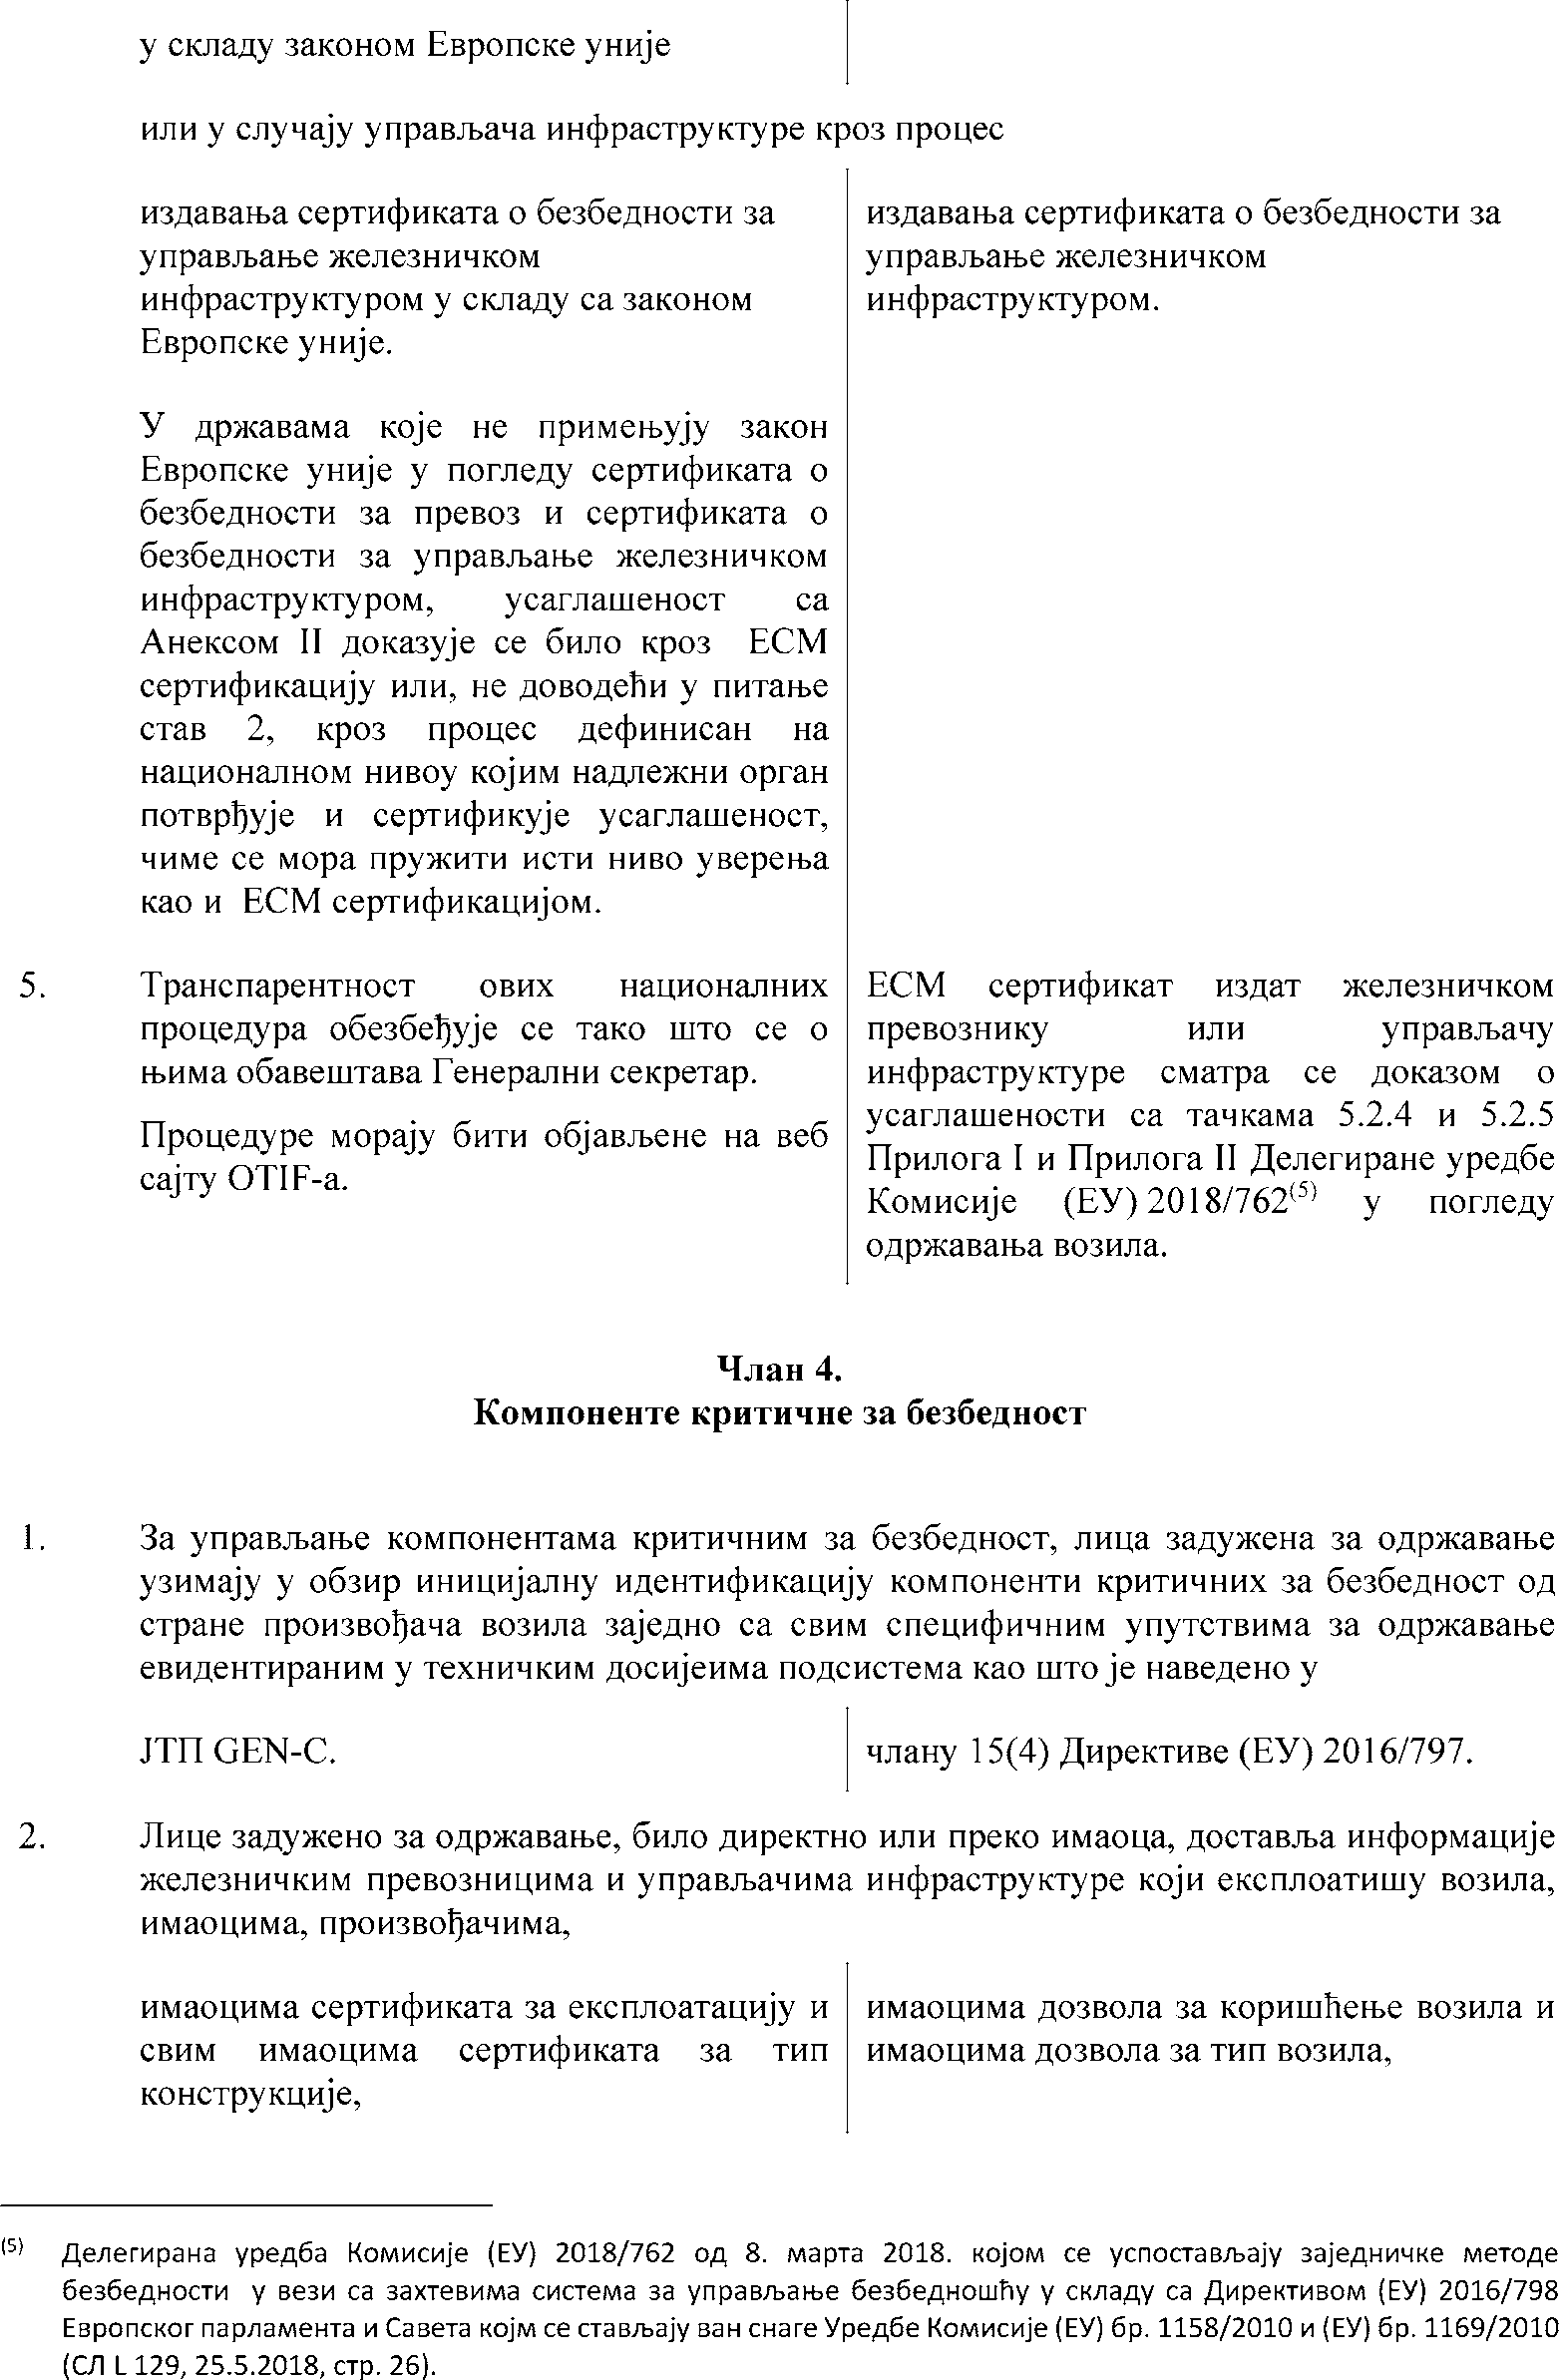 у складу законом Европске уније
или у случају управљача инфраструктуре кроз процес
издавања сертификата о безбедности за
управљање железничком
инфраструктуром у складу са законом
Европске уније.
издавања сертификата о безбедности за
управљање железничком
инфраструктуром.
У државама које не примењују закон
Европске уније у погледу сертификата о
безбедности за превоз и сертификата о
безбедности за управљање железничком
инфраструктуром, усаглашеност са
Анексом II доказује се било кроз ЕСМ
сертификацију или, не доводећи у питање
став 2, кроз процес дефинисан на
националном нивоу којим надлежни орган
потврђује и сертификује усаглашеност,
чиме се мора пружити исти ниво уверења
као и ЕСМ сертификацијом.
5. Транспарентност ових националних
процедура обезбеђује се тако што се о
њима обавештава Генерални секретар.
Процедуре морају бити објављене на веб
сајту OTIF-а.
ЕСМ сертификат издат железничком
превознику или управљачу
инфраструктуре сматра се доказом о
усаглашености са тачкама 5.2.4 и 5.2.5
Прилога I и Прилога II Делегиране уредбе
Комисије (ЕУ) 2018/762(5) у погледу
одржавања возила.
Члан 4.
Компоненте критичне за безбедност
1. За управљање компонентама критичним за безбедност, лица задужена за одржавање
узимају у обзир иницијалну идентификацију компоненти критичних за безбедност од
стране произвођача возила заједно са свим специфичним упутствима за одржавање
евидентираним у техничким досијеима подсистема као што је наведено у
ЈТП GEN-C.
члану 15(4) Директиве (ЕУ) 2016/797.
2. Лице задужено за одржавање, било директно или преко имаоца, доставља информације
железничким превозницима и управљачима инфраструктуре који експлоатишу возила,
имаоцима, произвођачима,
имаоцима сертификата за експлоатацију и
свим имаоцима сертификата за тип
конструкције,
имаоцима дозвола за коришћење возила и
имаоцима дозвола за тип возила,
(5) Делегирана уредба Комисије (ЕУ) 2018/762 од 8. марта 2018. којом се успостављају заједничке методе
безбедности у вези са захтевима система за управљање безбедношћу у складу са Директивом (ЕУ) 2016/798
Европског парламента и Савета којм се стављају ван снаге Уредбе Комисије (ЕУ) бр. 1158/2010 и (ЕУ) бр. 1169/2010
(СЛ L 129, 25.5.2018, стр. 26).